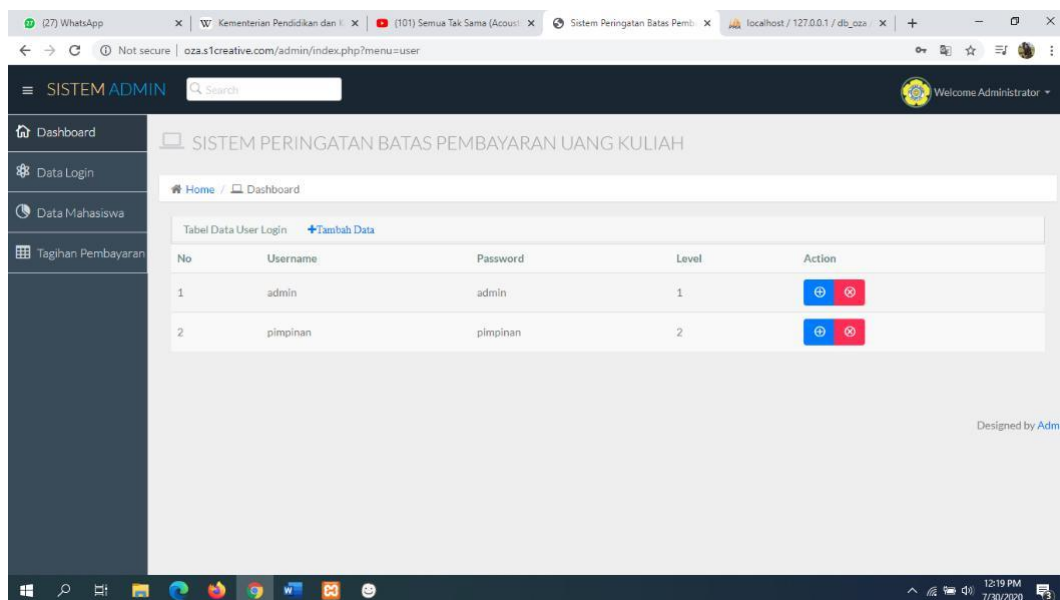 (27) WhatsApp
Kementerian Pendidikan dan K
(101) Semua Tak Sama (Acoust
Sistem Peringatan Batas Pemb
localhost / 127.0.0.1 / db_oza /
Not secure | oza.s1creative.com/admin/index.php?menu=user
SISTEM ADMIN
Search
Welcome Administrator
Dashboard
SISTEM PERINGATAN BATAS PEMBAYARAN UANG KULIAH
Data Login
Home / Dashboard
Data Mahasiswa
Tabel Data User Login +Tambah Data
Tagihan Pembayaran
No Username Password Level Action
1 admin admin 1
2 pimpinan pimpinan 2
Designed by Adm
12:19 PM
7/30/2020